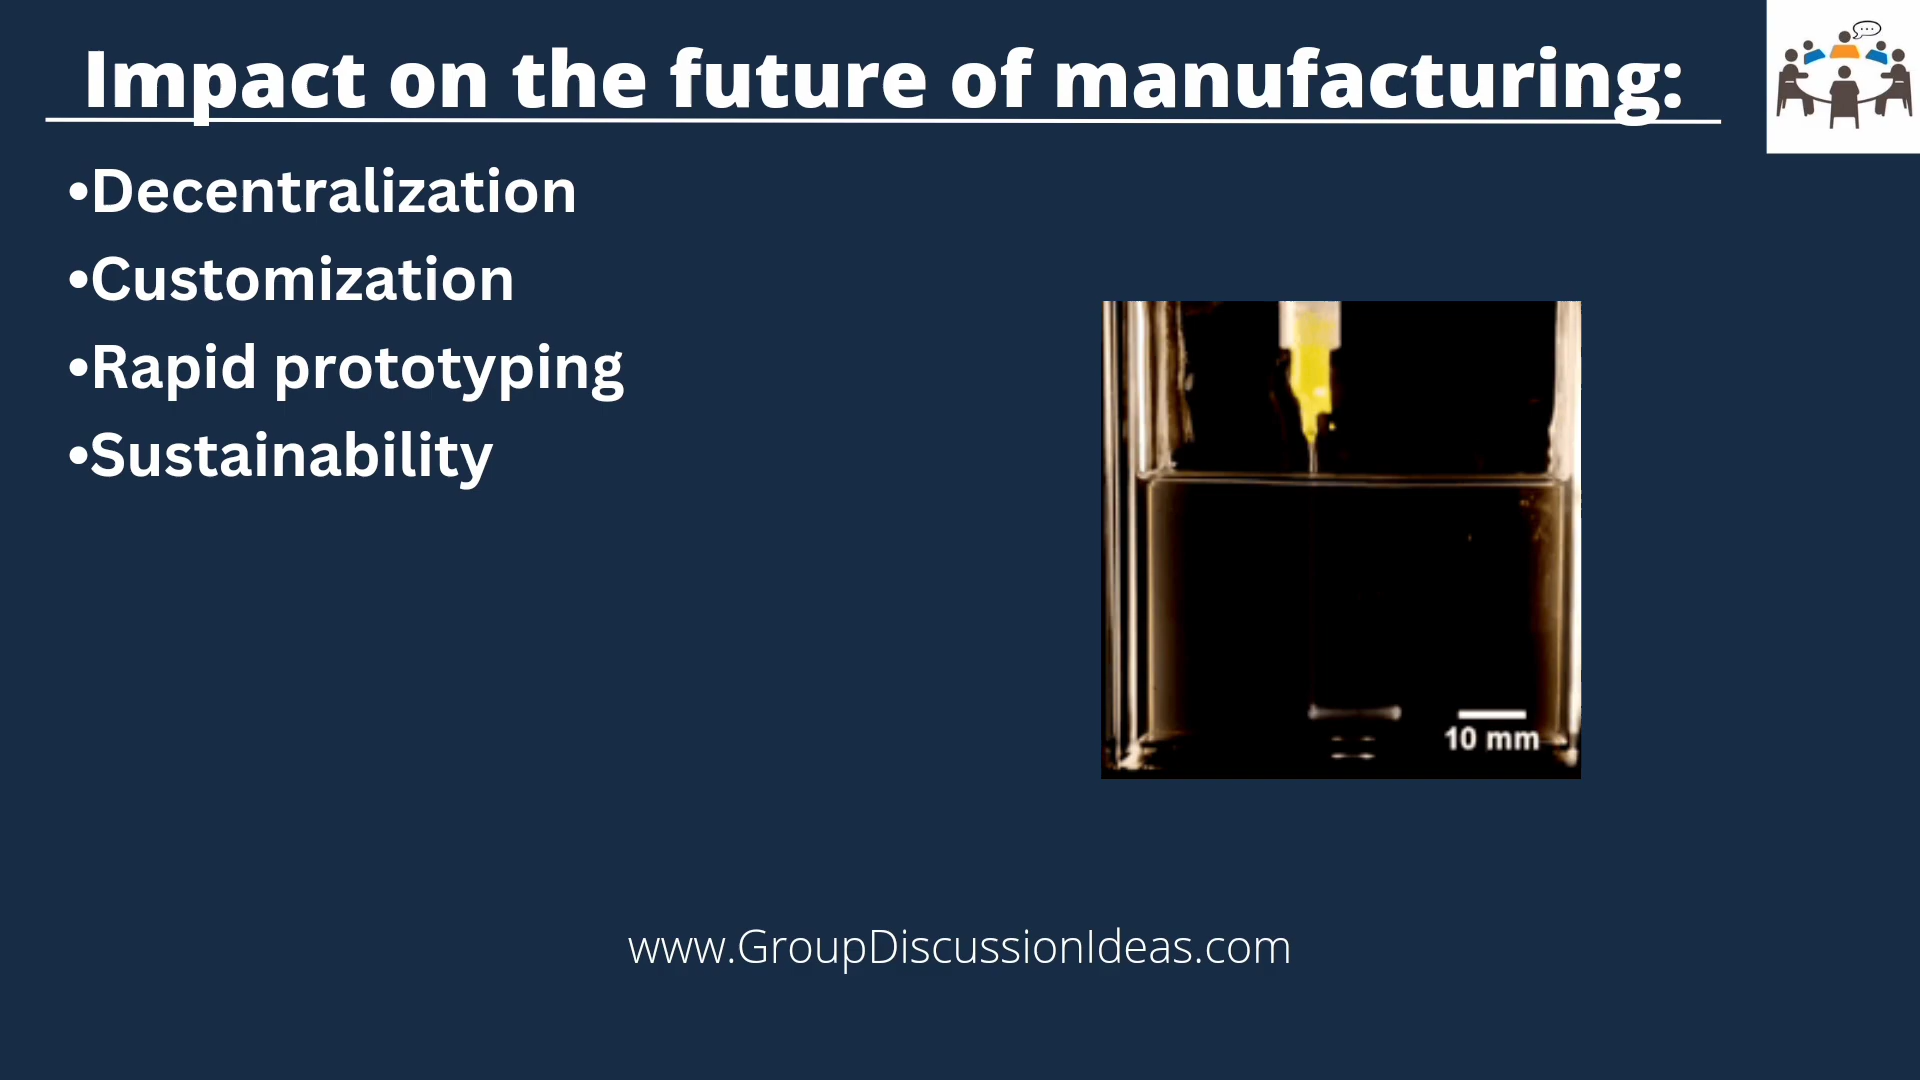 Impact on the future of manufacturing:
•Decentralization
•Customization
•Rapid prototyping
•Sustainability
10 mm
www.GroupDiscussionIdeas.com